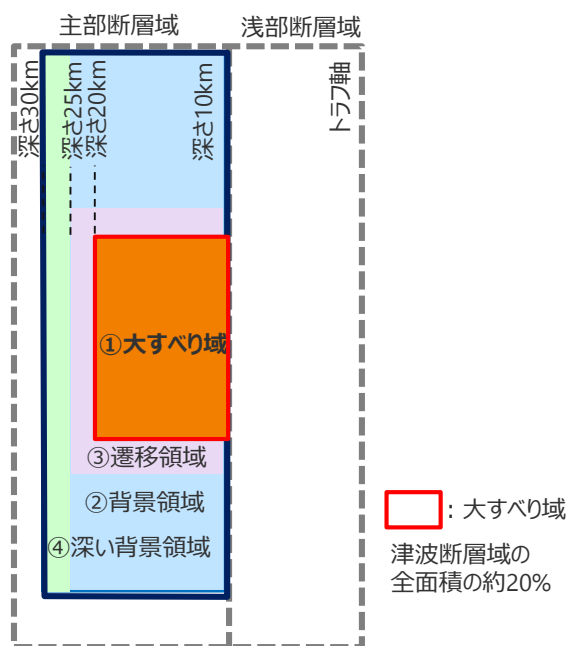 主部断層域
浅部断層域
深さ30km
深さ25km
深さ20km
深さ10km
トラフ軸
①大すべり域
③遷移領域
②背景領域
④深い背景領域
：大すべり域
津波断層域の
全面積の約20%